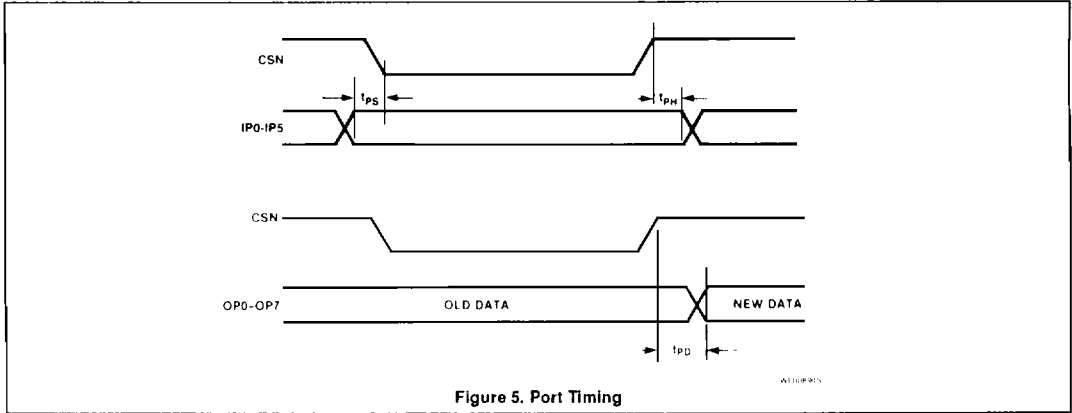 CSN
tPS
tPH
IP0-IP5
CSN
OP0-OP7
OLD DATA
NEW DATA
tPD
Figure 5. Port Timing